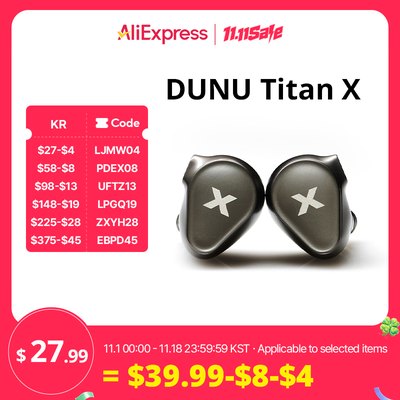 AliExpress | 11.11Sale
DUNU Titan X
KR Code
$27-$4 LJMW04
$58-$8 PDEX08
$98-$13 UFTZ13
$148-$19 LPGQ19
$225-$28 ZXYH28
$375-$45 EBPD45
X X
$27.99
11.1 00:00 - 11.18 23:59:59 KST · Applicable to selected items
= $39.99-$8-$4